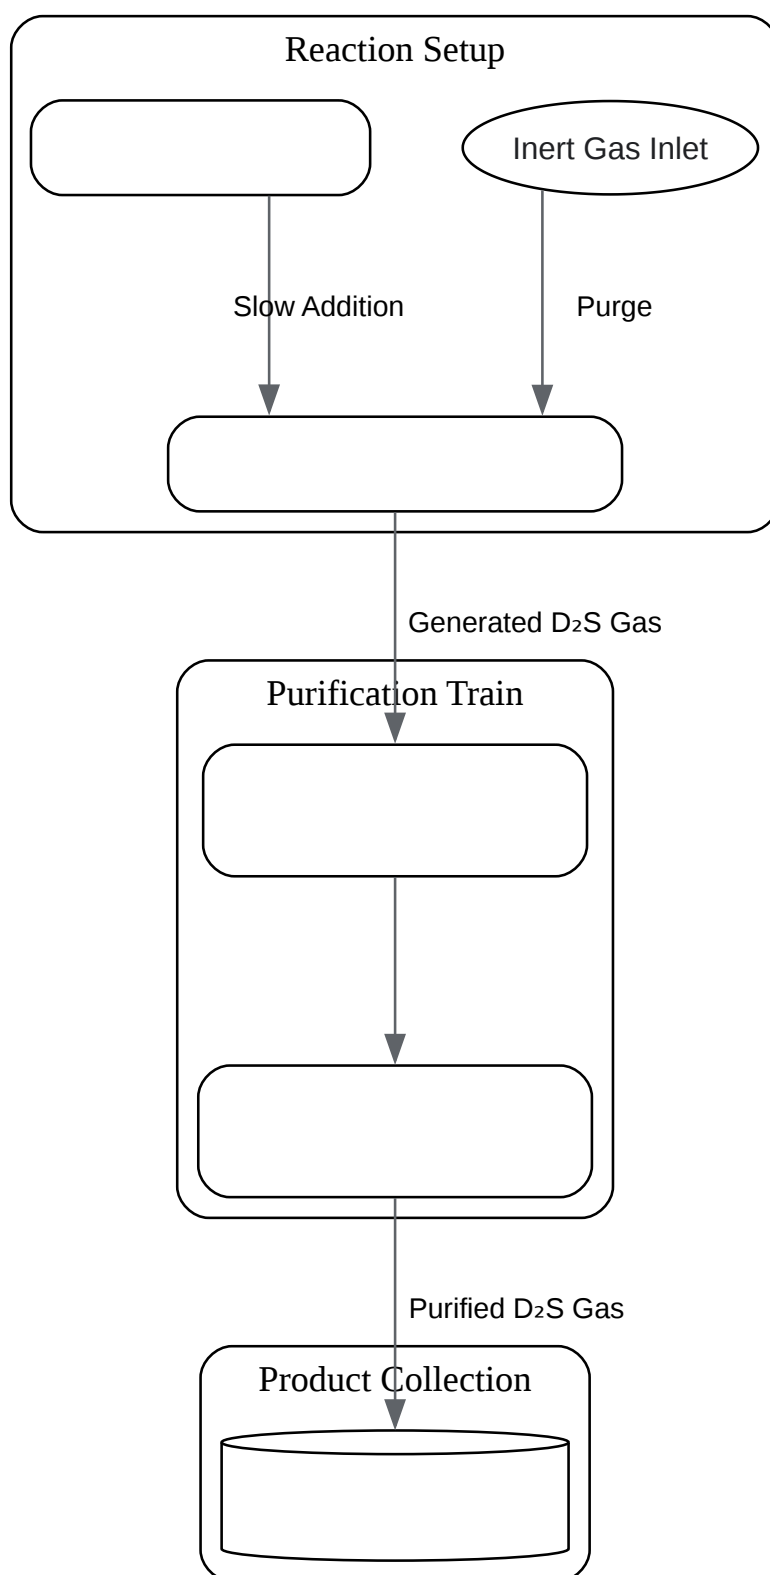 Reaction Setup
Inert Gas Inlet
Slow Addition
Purge
Generated D₂S Gas
Purification Train
Purified D₂S Gas
Product Collection